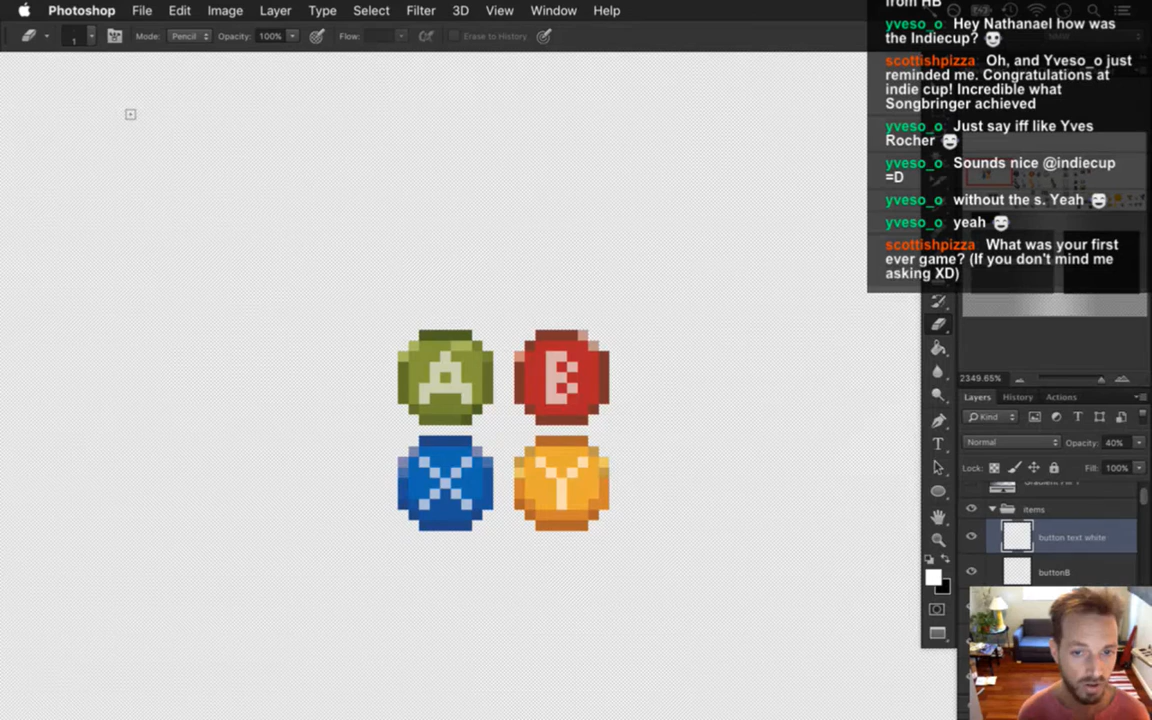 Photoshop File Edit Image Layer Type Select Filter 3D View Window Help
1 Mode: Pencil Opacity: 100% Flow: Erase to History
from HB
yveso_o Hey Nathanael how was
the Indiecup?
scottishpizza Oh, and Yveso_o just
reminded me. Congratulations at
indie cup! Incredible what
Songbringer achieved
yveso_o Just say iff like Yves
Rocher
yveso_o Sounds nice @indiecup
=D
yveso_o without the s. Yeah
yveso_o yeah
scottishpizza What was your first
ever game? (If you don't mind me
asking XD)
A B
X Y
2349.65%
Layers History Actions
Kind
Normal Opacity: 40%
Lock: Fill: 100%
items
button text white
buttonB